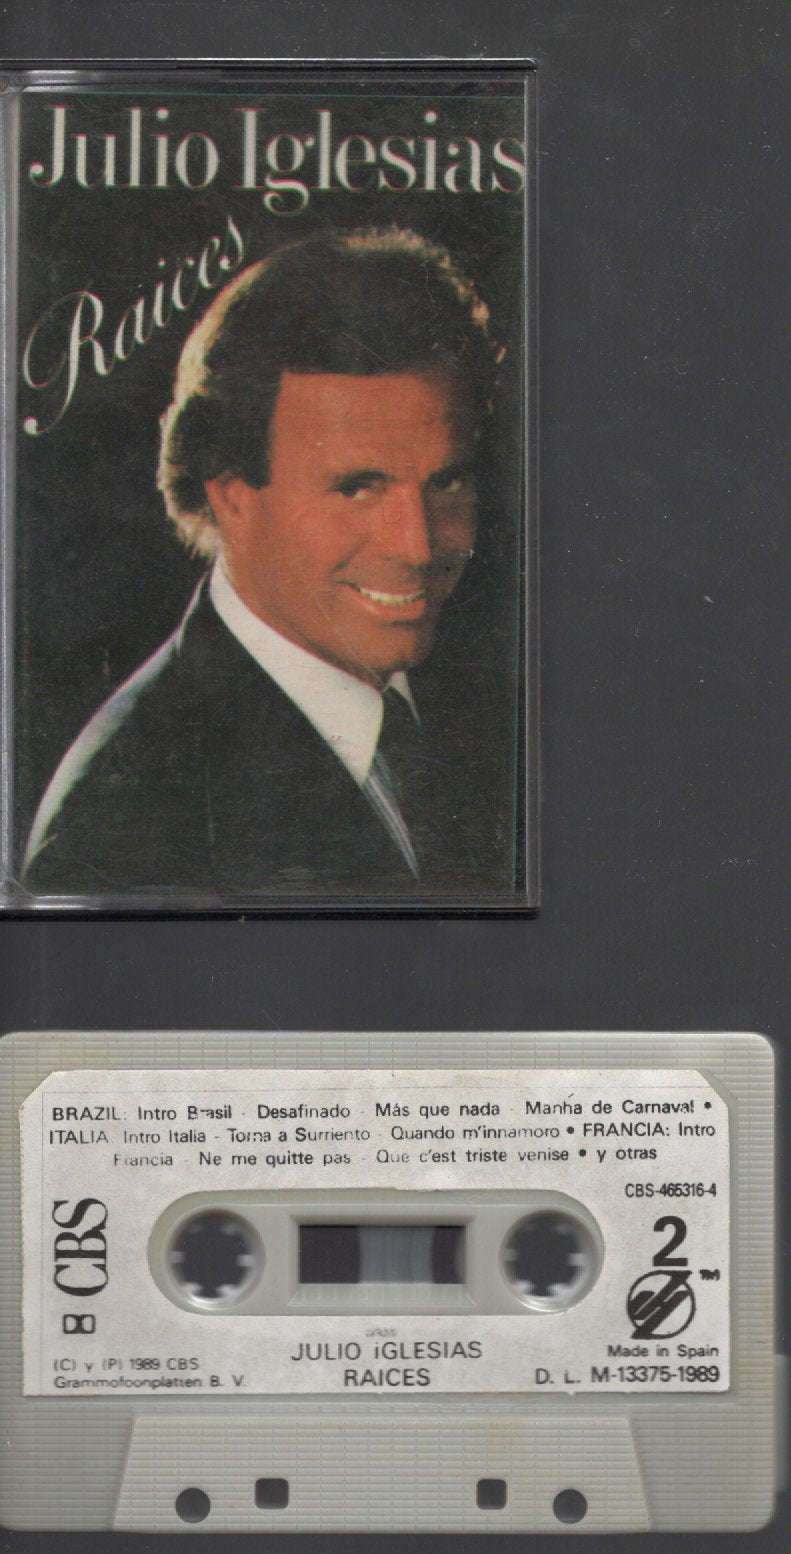 Julio Iglesias
Raices
BRAZIL: Intro Brasil - Desafinado - Más que nada - Manha de Carnaval •
ITALIA Intro Italia - Torna a Surriento - Quando m'innamoro • FRANCIA: Intro
Francia - Ne me quitte pas - Que c'est triste venise • y otras
CBS-465316-4
CBS
2
TM
JULIO IGLESIAS
RAICES
(C) y (P) 1989 CBS
Grammofoonplatten B. V.
Made in Spain
D. L. M-13375-1989